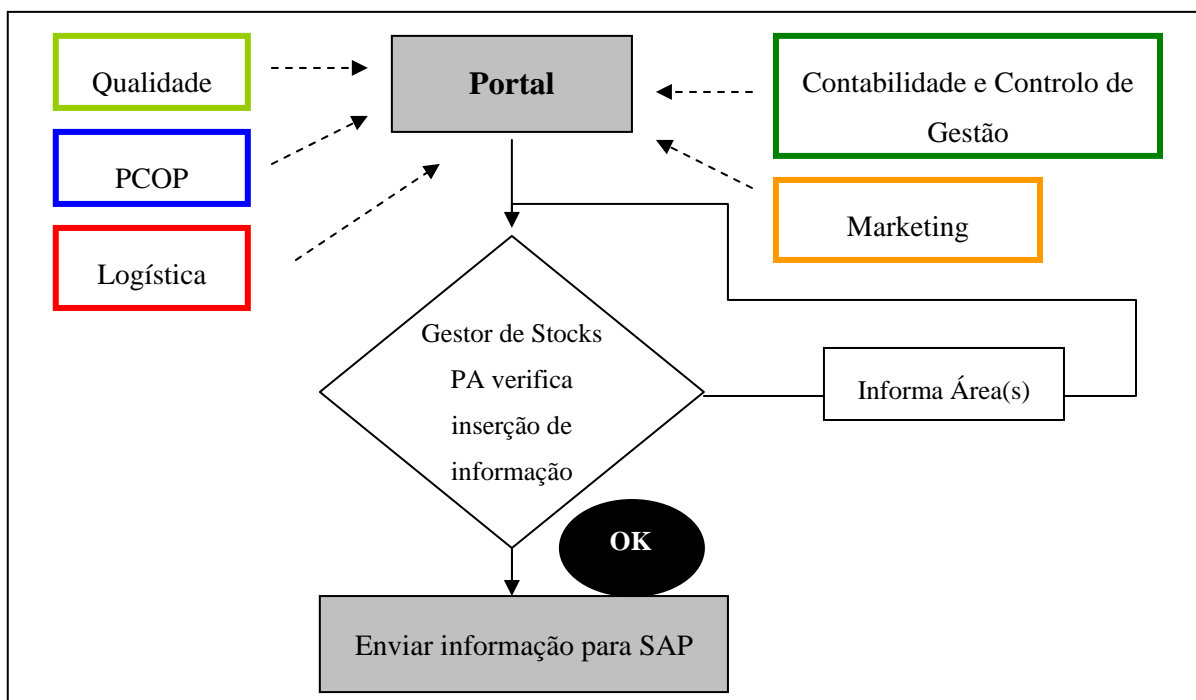 Qualidade
PCOP
Logística
Portal
Contabilidade e Controlo de
Gestão
Marketing
Gestor de Stocks
PA verifica
inserção de
informação
Informa Área(s)
OK
Enviar informação para SAP